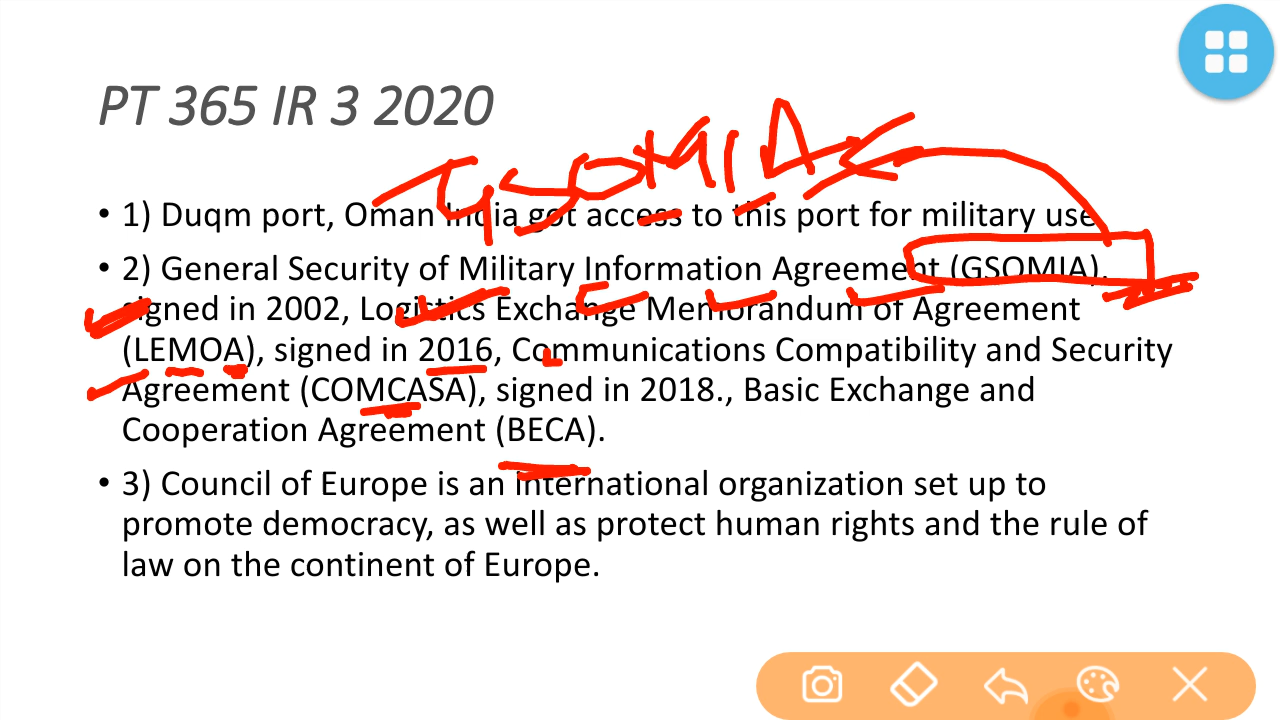 PT 365 IR 3 2020
GSOMIA
• 1) Duqm port, Oman India got access to this port for military use.
• 2) General Security of Military Information Agreement (GSOMIA),
signed in 2002, Logistics Exchange Memorandum of Agreement
(LEMOA), signed in 2016, Communications Compatibility and Security
Agreement (COMCASA), signed in 2018., Basic Exchange and
Cooperation Agreement (BECA).
• 3) Council of Europe is an international organization set up to
promote democracy, as well as protect human rights and the rule of
law on the continent of Europe.